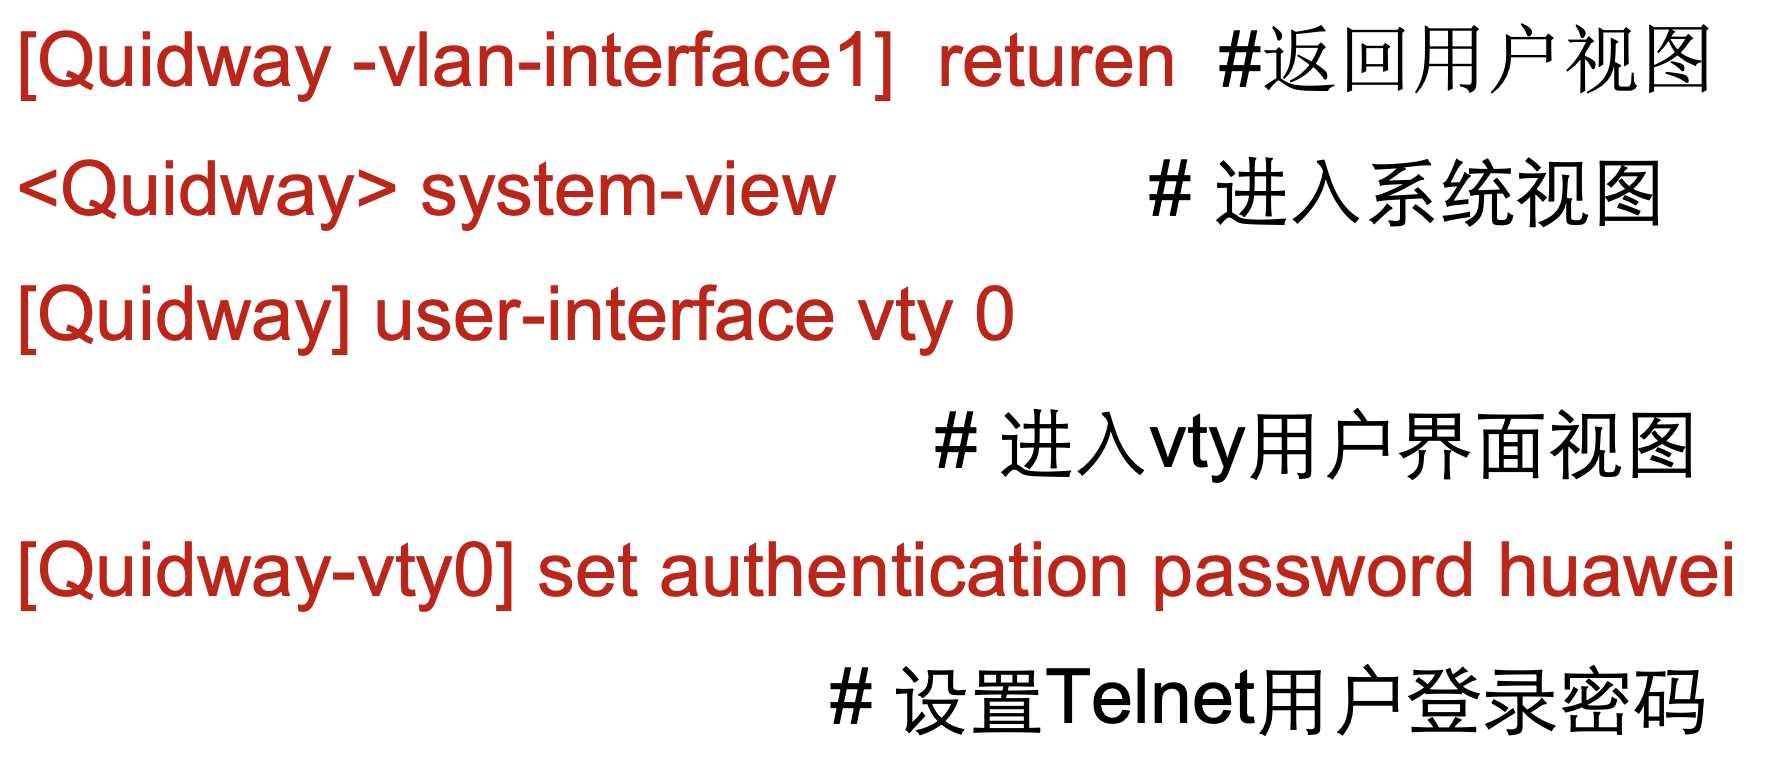 [Quidway -vlan-interface1]  returen  #返回用户视图
<Quidway> system-view # 进入系统视图
[Quidway] user-interface vty 0
# 进入vty用户界面视图
[Quidway-vty0] set authentication password huawei
# 设置Telnet用户登录密码